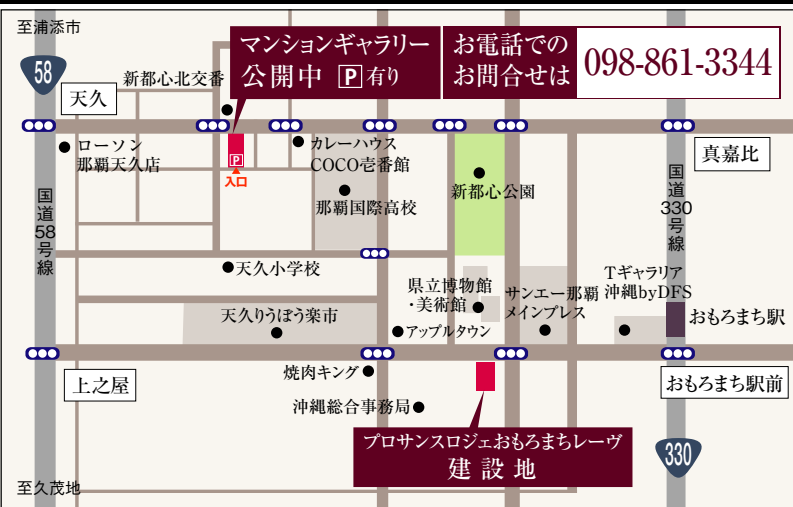 至浦添市
58
天久
新都心北交番
マンションギャラリー
公開中 P有り
お電話での
お問合せは
098-861-3344
ローソン
那覇天久店
P
入口
カレーハウス
COCO壱番館
那覇国際高校
新都心公園
真嘉比
国道58号線
国道330号線
天久小学校
県立博物館
・美術館
サンエー那覇
メインプレス
Tギャラリア
沖縄byDFS
天久りうぼう楽市
アップルタウン
おもろまち駅
上之屋
焼肉キング
おもろまち駅前
沖縄総合事務局
プロサンスロジェおもろまちレーヴ
建設地
330
至久茂地